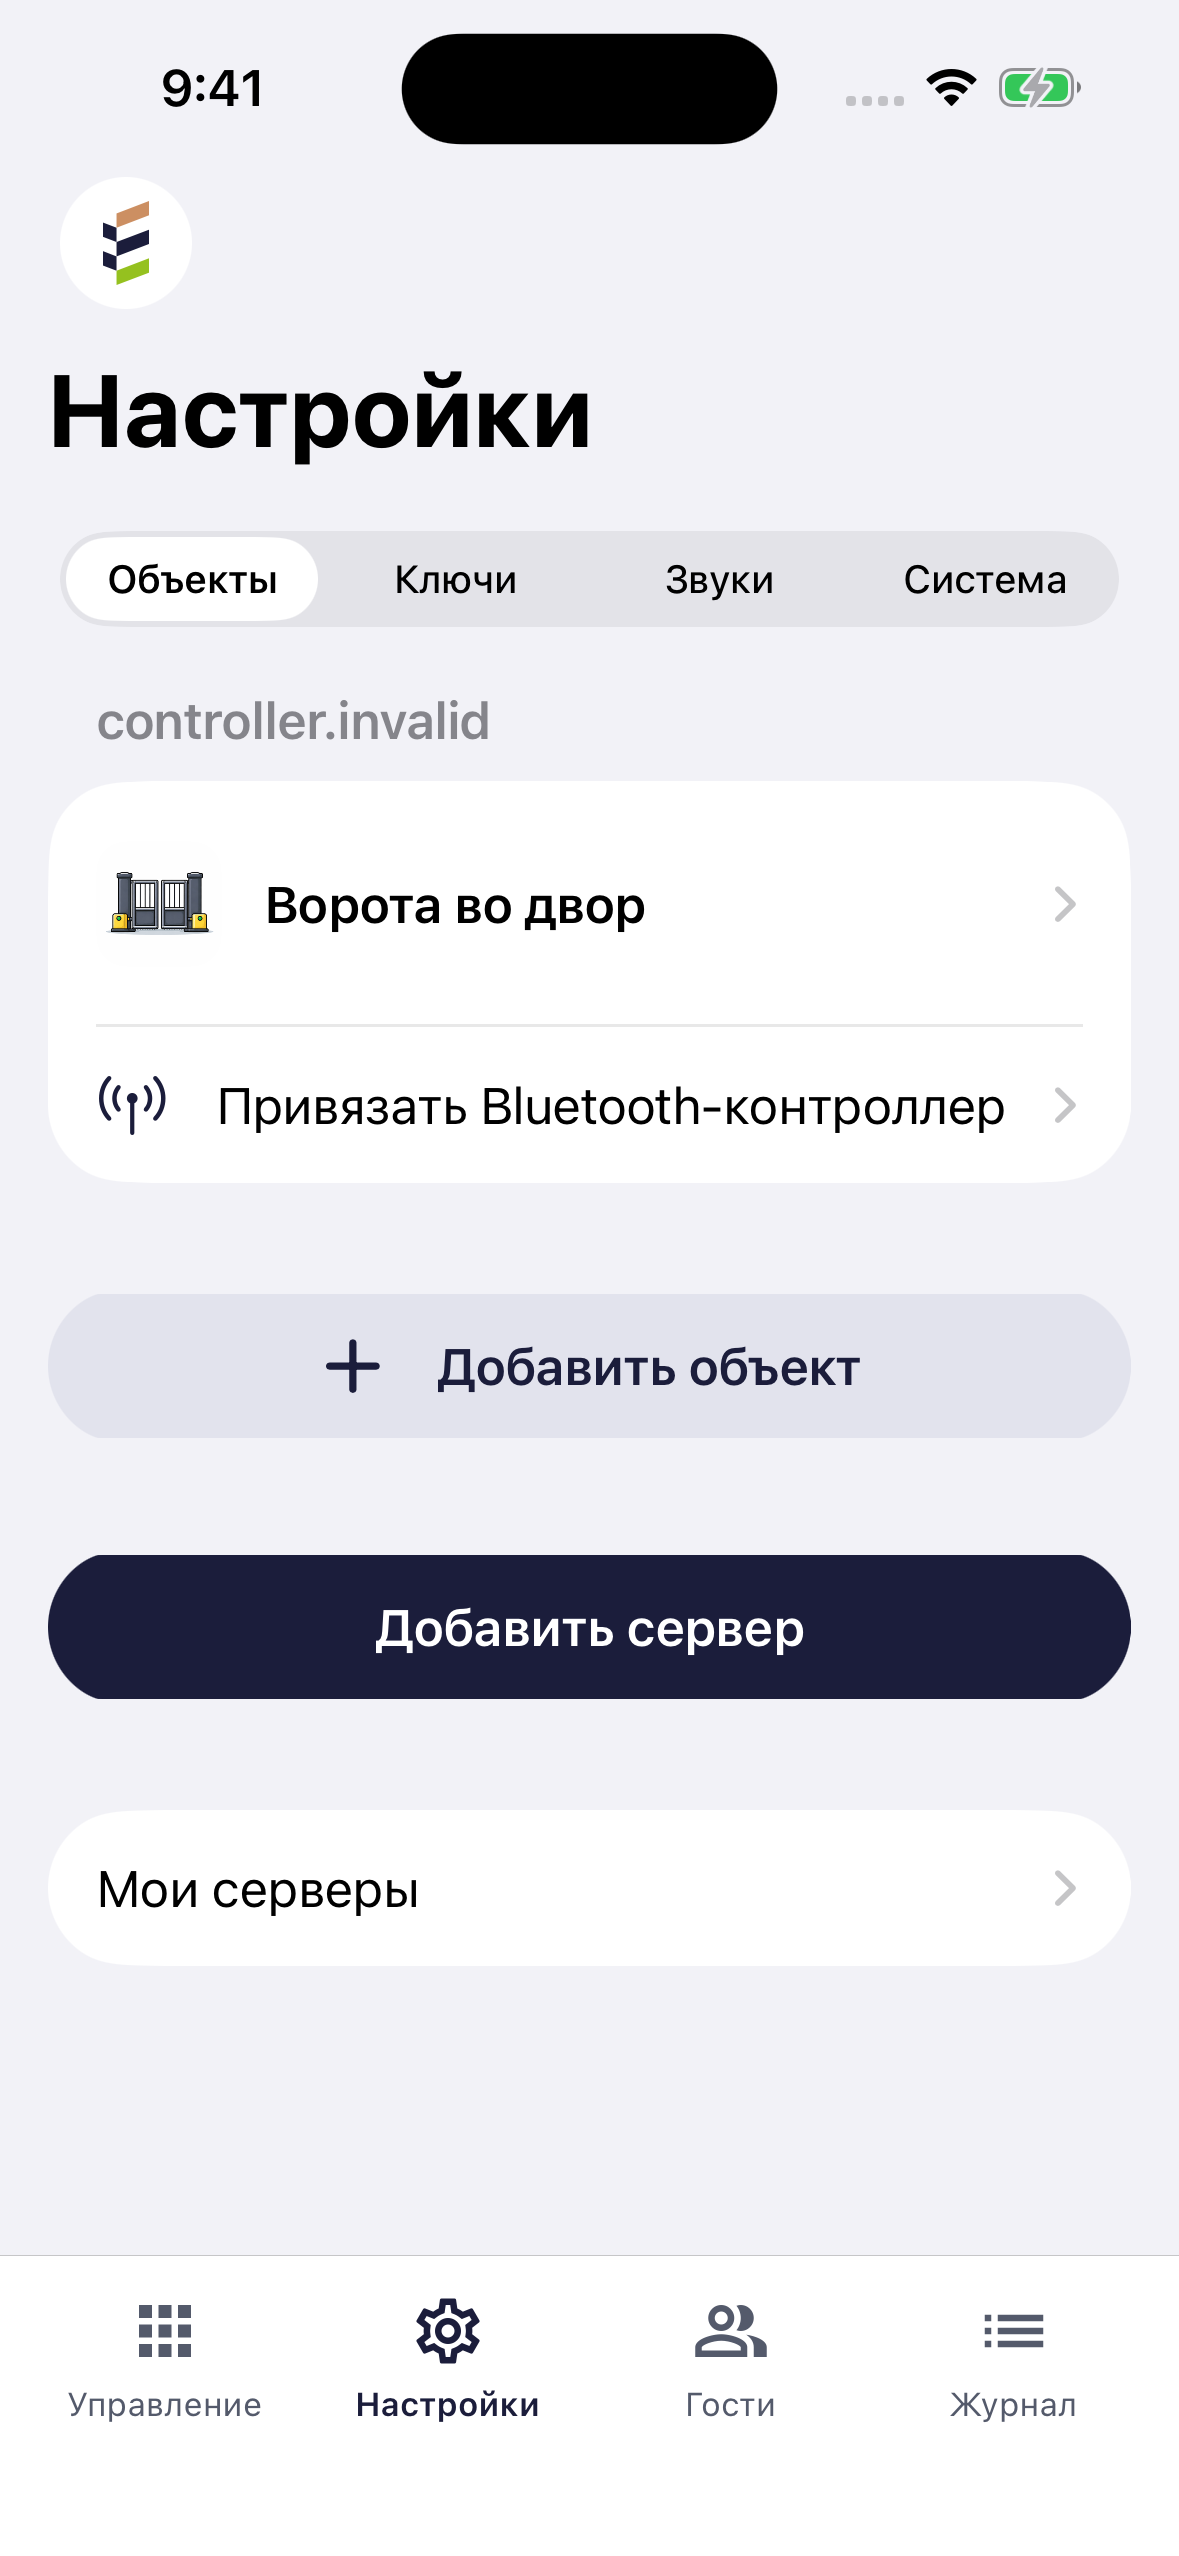 9:41
Настройки
Объекты Ключи Звуки Система
controller.invalid
Ворота во двор
Привязать Bluetooth-контроллер
Добавить объект
Добавить сервер
Мои серверы
Управление Настройки Гости Журнал